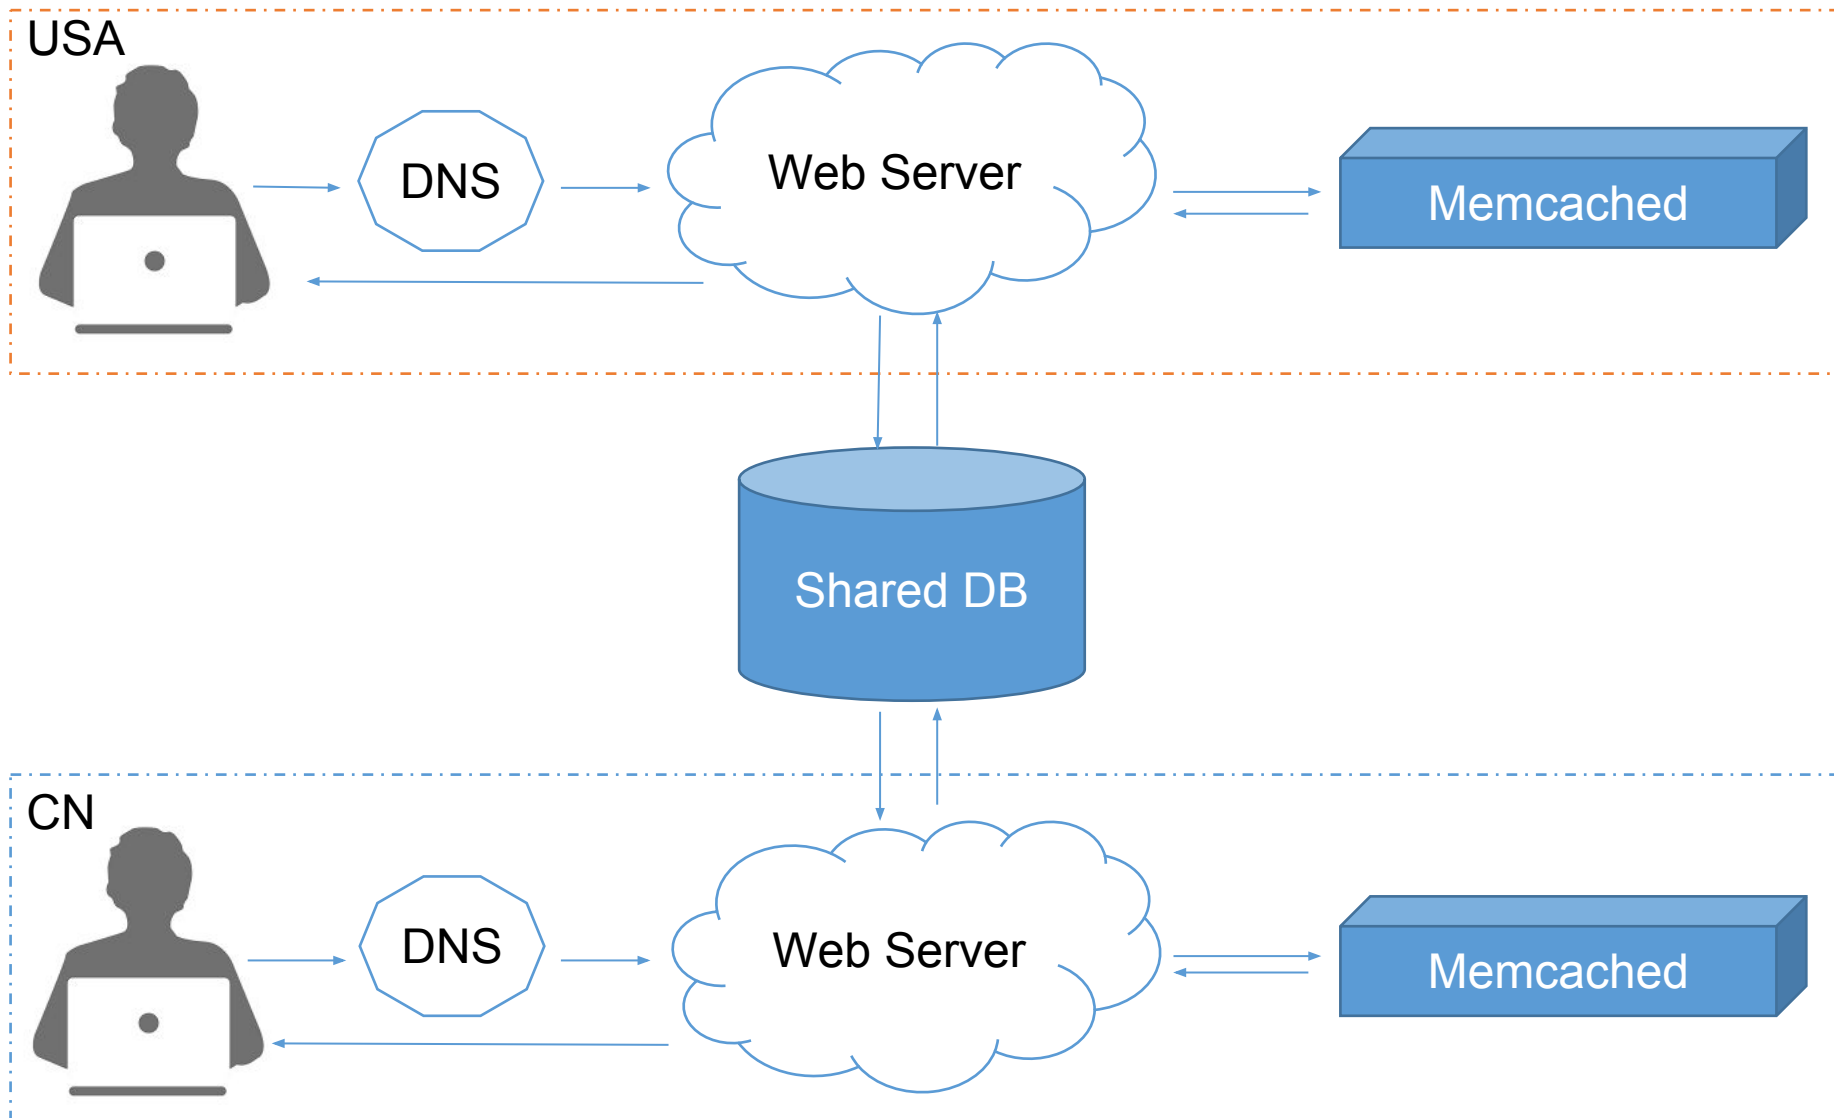 USA
DNS
Web Server
Memcached
Shared DB
CN
DNS
Web Server
Memcached